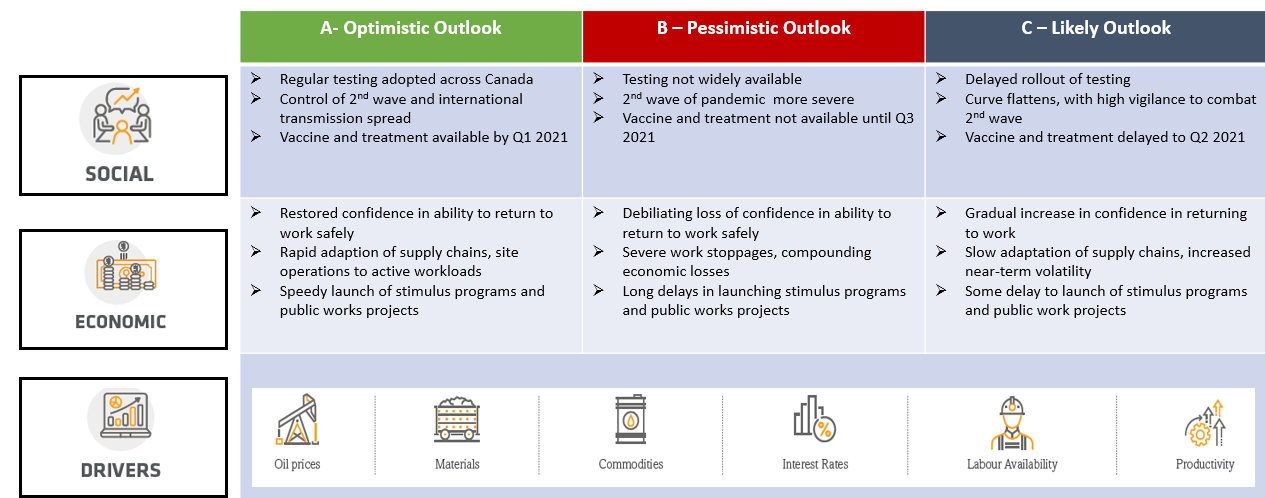 A- Optimistic Outlook
B – Pessimistic Outlook
C – Likely Outlook
SOCIAL
➢ Regular testing adopted across Canada
➢ Control of 2nd wave and international
transmission spread
➢ Vaccine and treatment available by Q1 2021
➢ Testing not widely available
➢ 2nd wave of pandemic  more severe
➢ Vaccine and treatment not available until Q3
2021
➢ Delayed rollout of testing
➢ Curve flattens, with high vigilance to combat
2nd wave
➢ Vaccine and treatment delayed to Q2 2021
ECONOMIC
➢ Restored confidence in ability to return to
work safely
➢ Rapid adaption of supply chains, site
operations to active workloads
➢ Speedy launch of stimulus programs and
public works projects
➢ Debiliating loss of confidence in ability to
return to work safely
➢ Severe work stoppages, compounding
economic losses
➢ Long delays in launching stimulus programs
and public works projects
➢ Gradual increase in confidence in returning
to work
➢ Slow adaptation of supply chains, increased
near-term volatility
➢ Some delay to launch of stimulus programs
and public work projects
DRIVERS
Oil prices
Materials
Commodities
%
Interest Rates
Labour Availability
Productivity